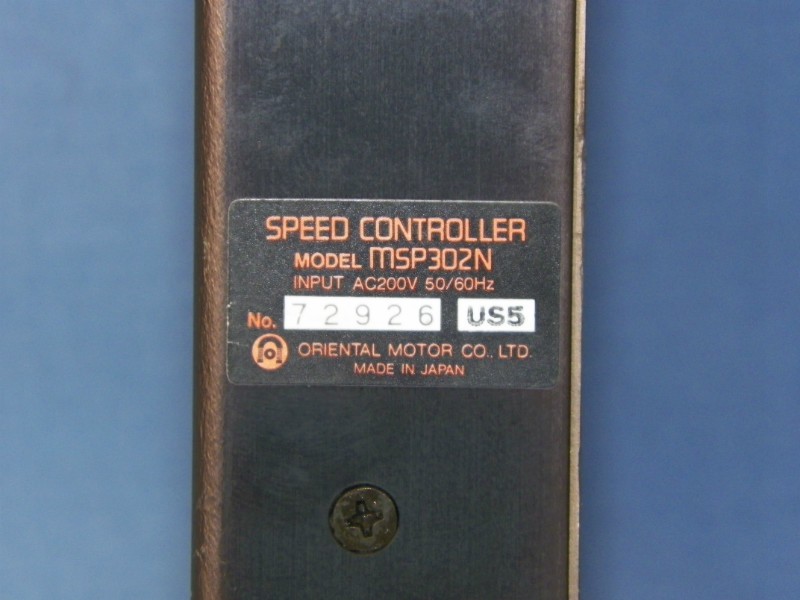 SPEED CONTROLLER
MODEL MSP302N
INPUT AC200V 50/60Hz
No. 72926 US5
ORIENTAL MOTOR CO., LTD.
MADE IN JAPAN